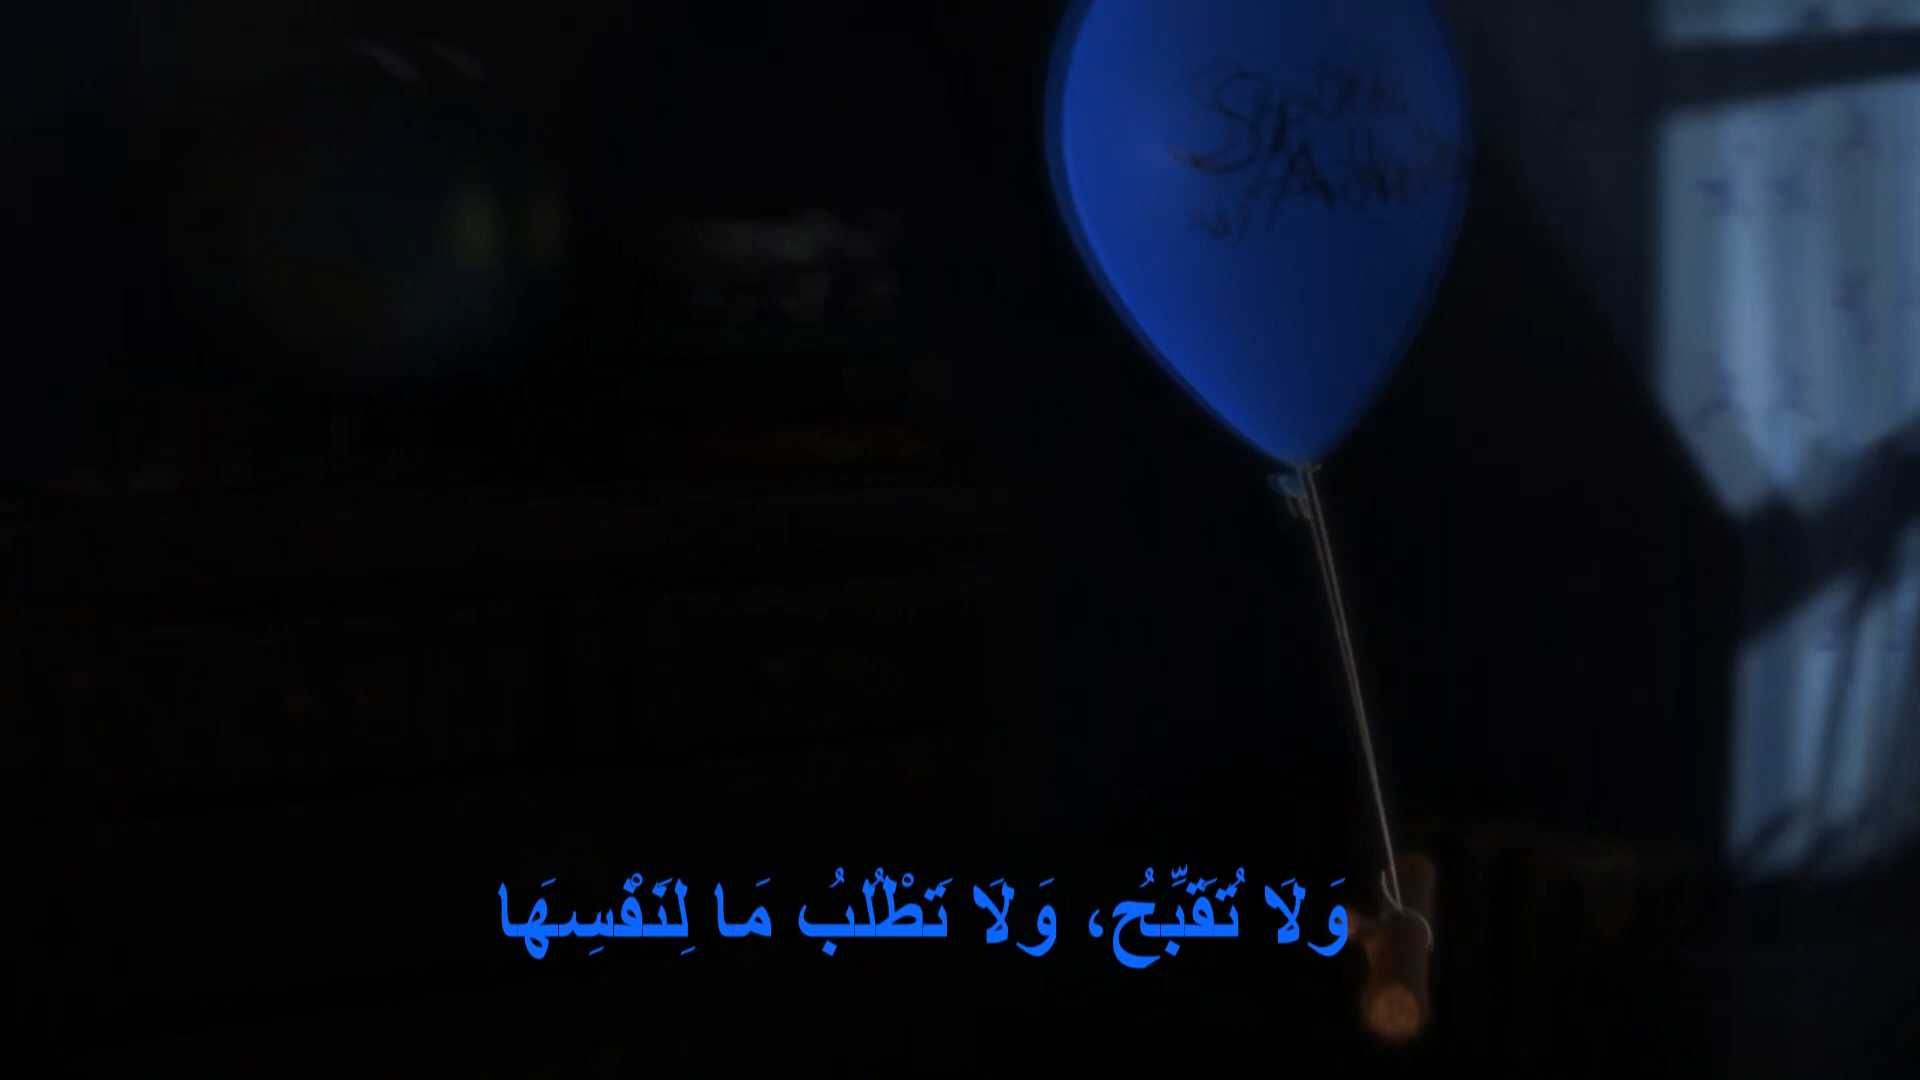 وَلَا تُقَبِّحُ، وَلَا تَطْلُبُ مَا لِنَفْسِهَا